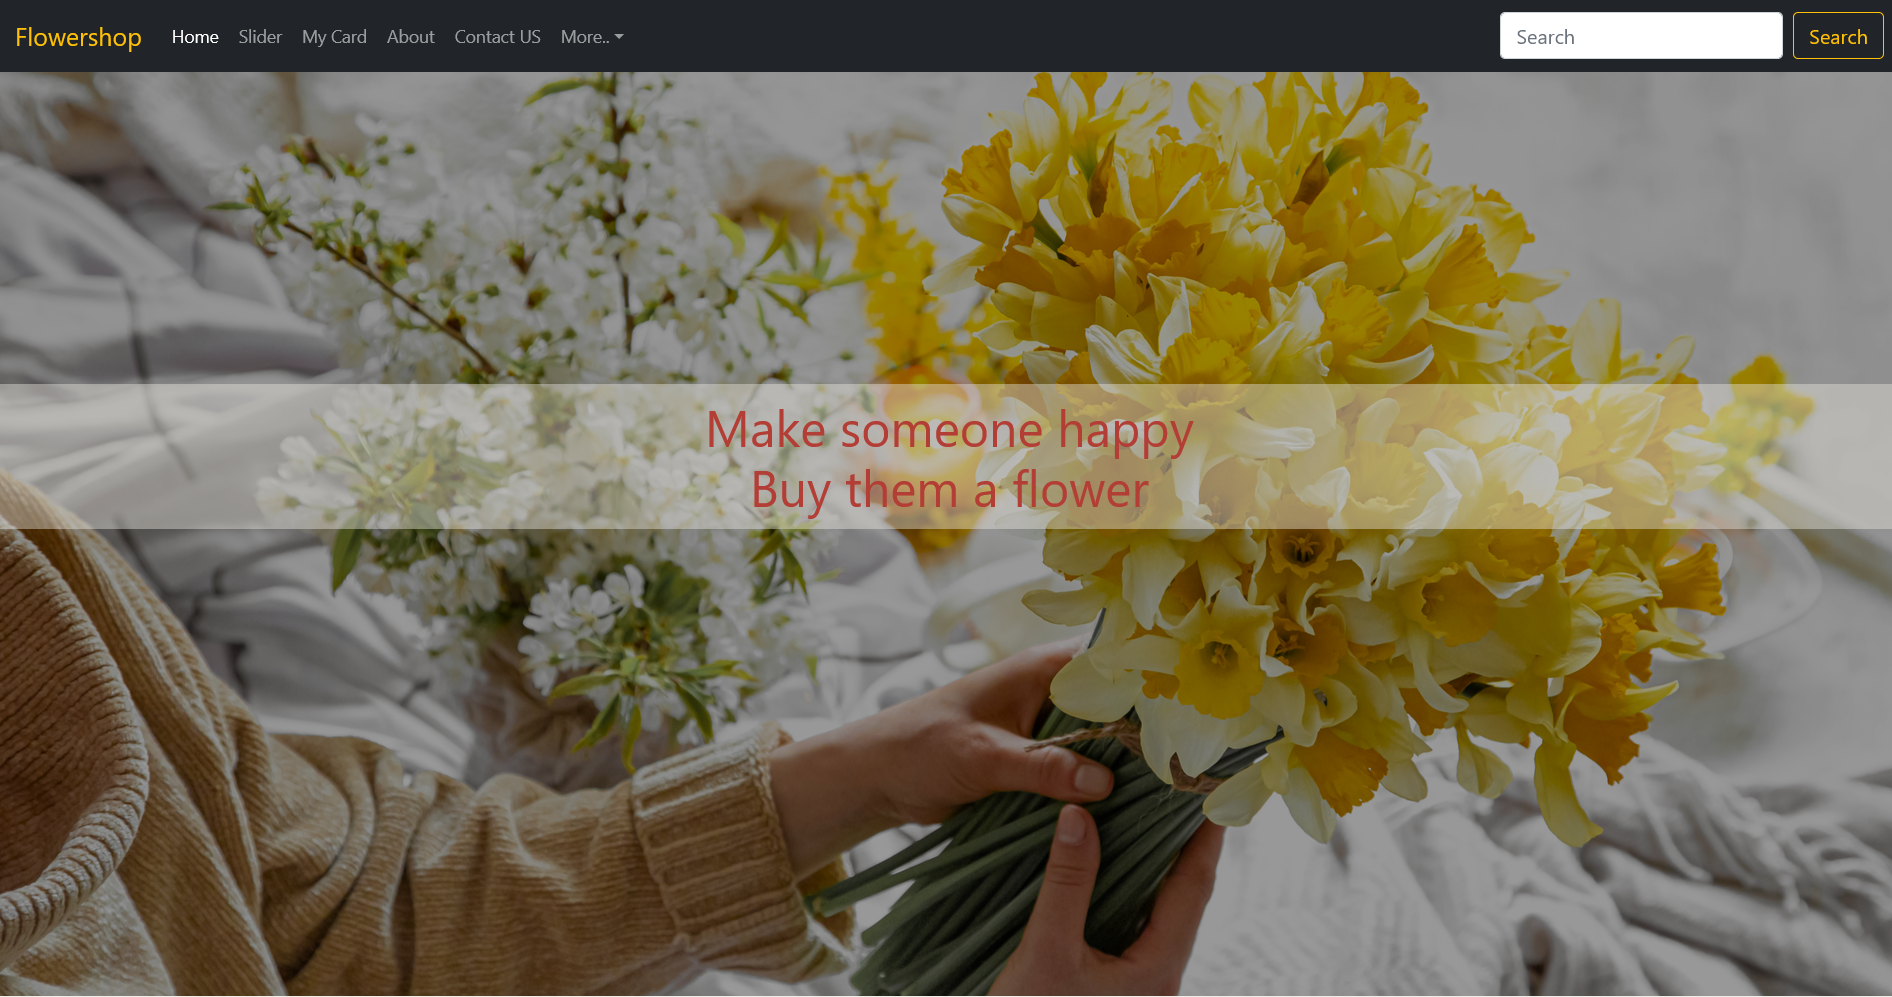 Flowershop Home Slider My Card About Contact US More.. Search Search
Make someone happy
Buy them a flower